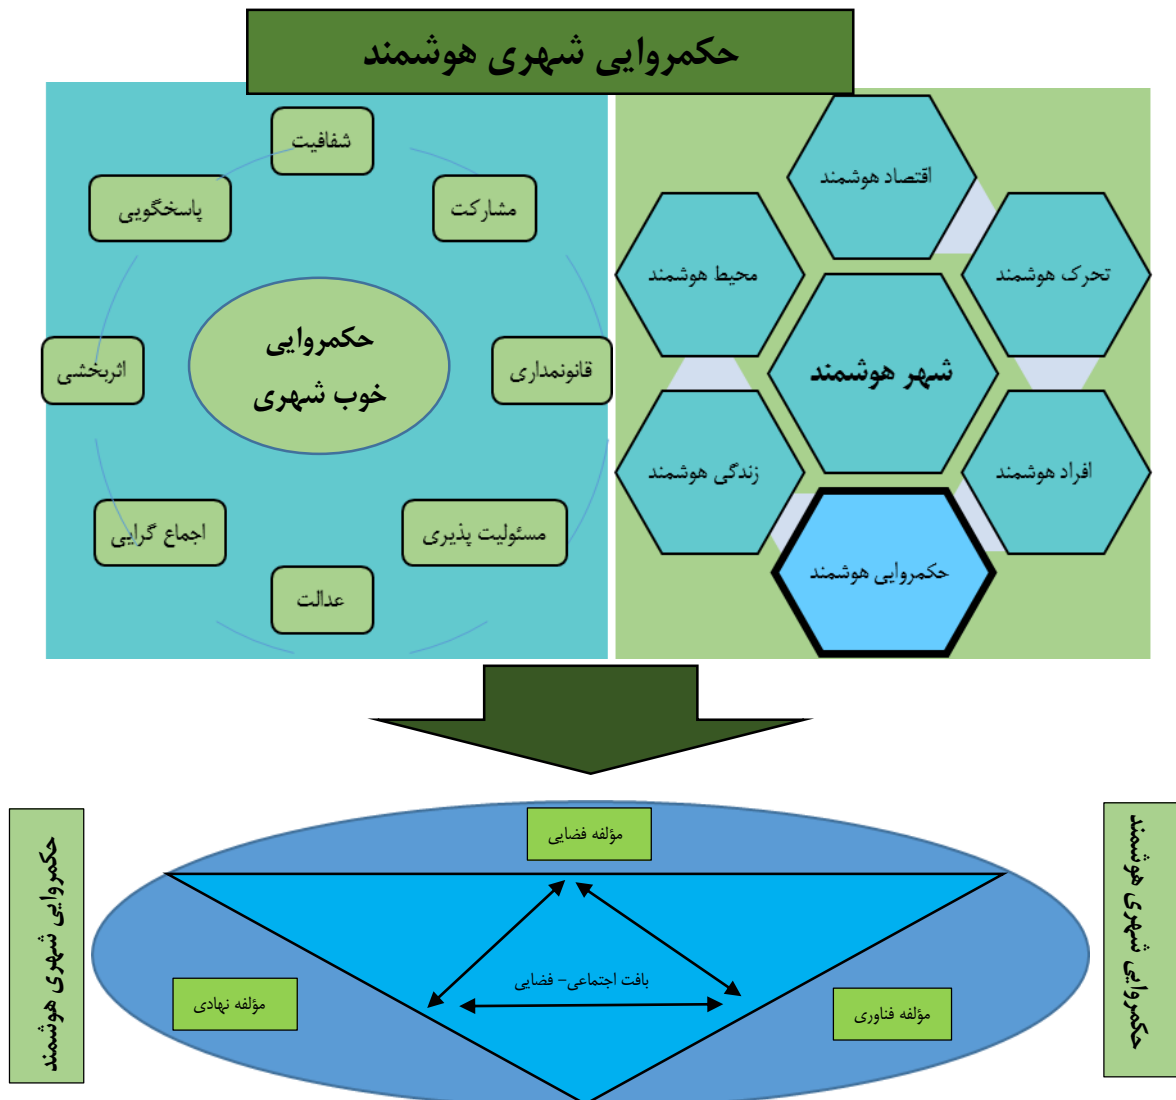 حکمروایی شهری هوشمند
اقتصاد هوشمند
تحرک هوشمند
محیط هوشمند
شهر هوشمند
افراد هوشمند
زندگی هوشمند
حکمروایی هوشمند
شفافیت
مشارکت
پاسخگویی
قانونمداری
حکمروایی
خوب شهری
اثربخشی
مسئولیت پذیری
اجماع گرایی
عدالت
حکمروایی شهری هوشمند
مؤلفه فضایی
بافت اجتماعی- فضایی
مؤلفه فناوری
مؤلفه نهادی
حکمروایی شهری هوشمند